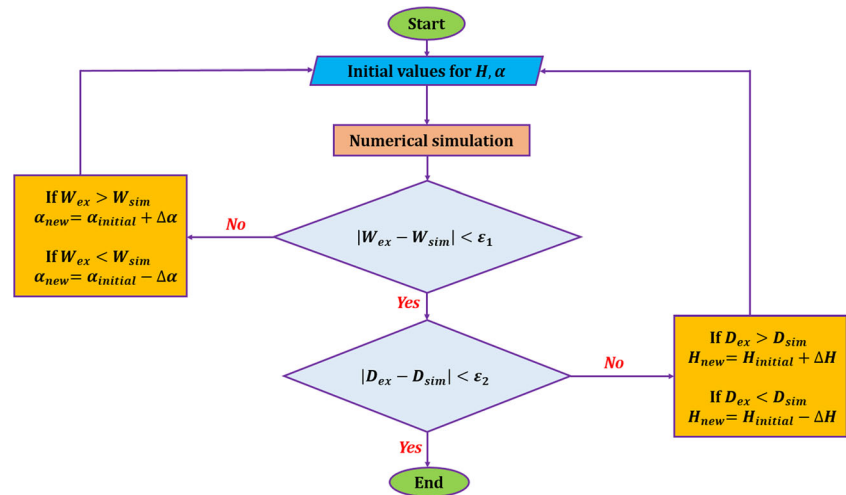 Start
Initial values for H, α
Numerical simulation
If W_ex > W_sim
α_new = α_initial + Δα
If W_ex < W_sim
α_new = α_initial − Δα
No
|W_ex − W_sim| < ε_1
Yes
|D_ex − D_sim| < ε_2
No
If D_ex > D_sim
H_new = H_initial + ΔH
If D_ex < D_sim
H_new = H_initial − ΔH
Yes
End